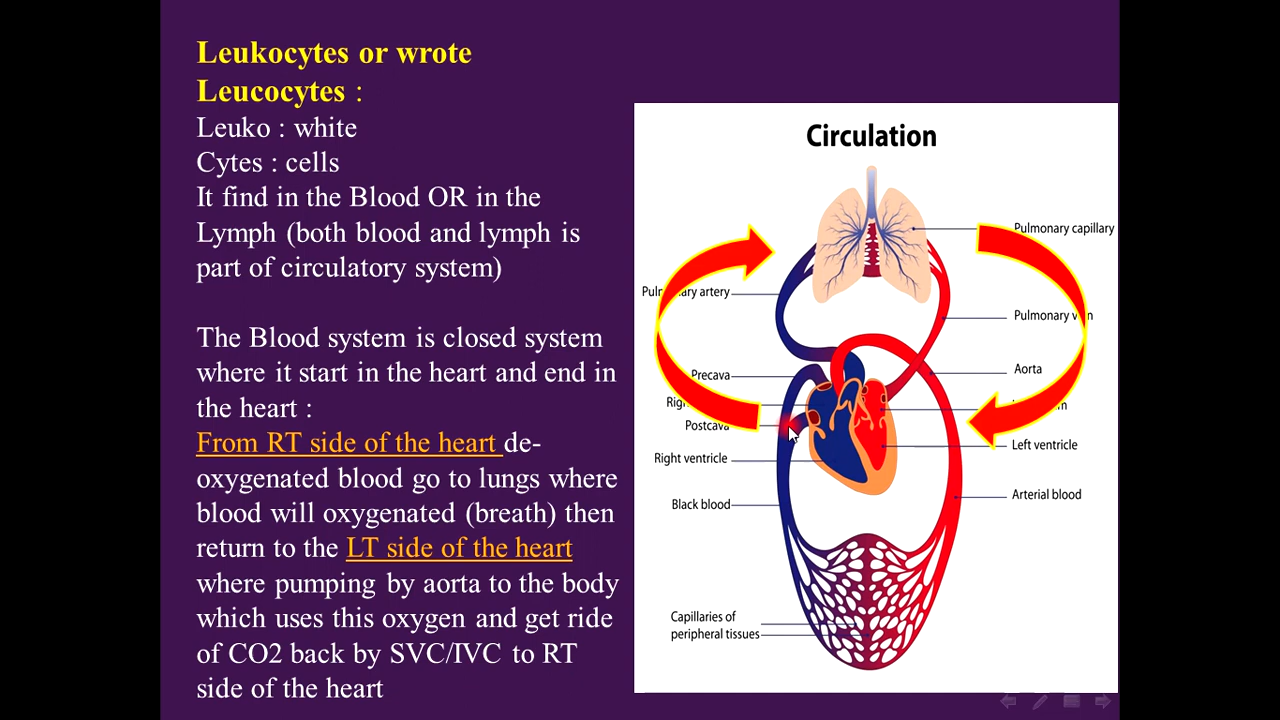 Leukocytes or wrote
Leucocytes :
Leuko : white
Cytes : cells
It find in the Blood OR in the
Lymph (both blood and lymph is
part of circulatory system)
The Blood system is closed system
where it start in the heart and end in
the heart :
From RT side of the heart de-
oxygenated blood go to lungs where
blood will oxygenated (breath) then
return to the LT side of the heart
where pumping by aorta to the body
which uses this oxygen and get ride
of CO2 back by SVC/IVC to RT
side of the heart
Circulation
Pulmonary capillary
artery
Pulmonary
Precava
Aorta
Postcava
Left ventricle
Right ventricle
Arterial blood
Black blood
Capillaries of
peripheral tissues